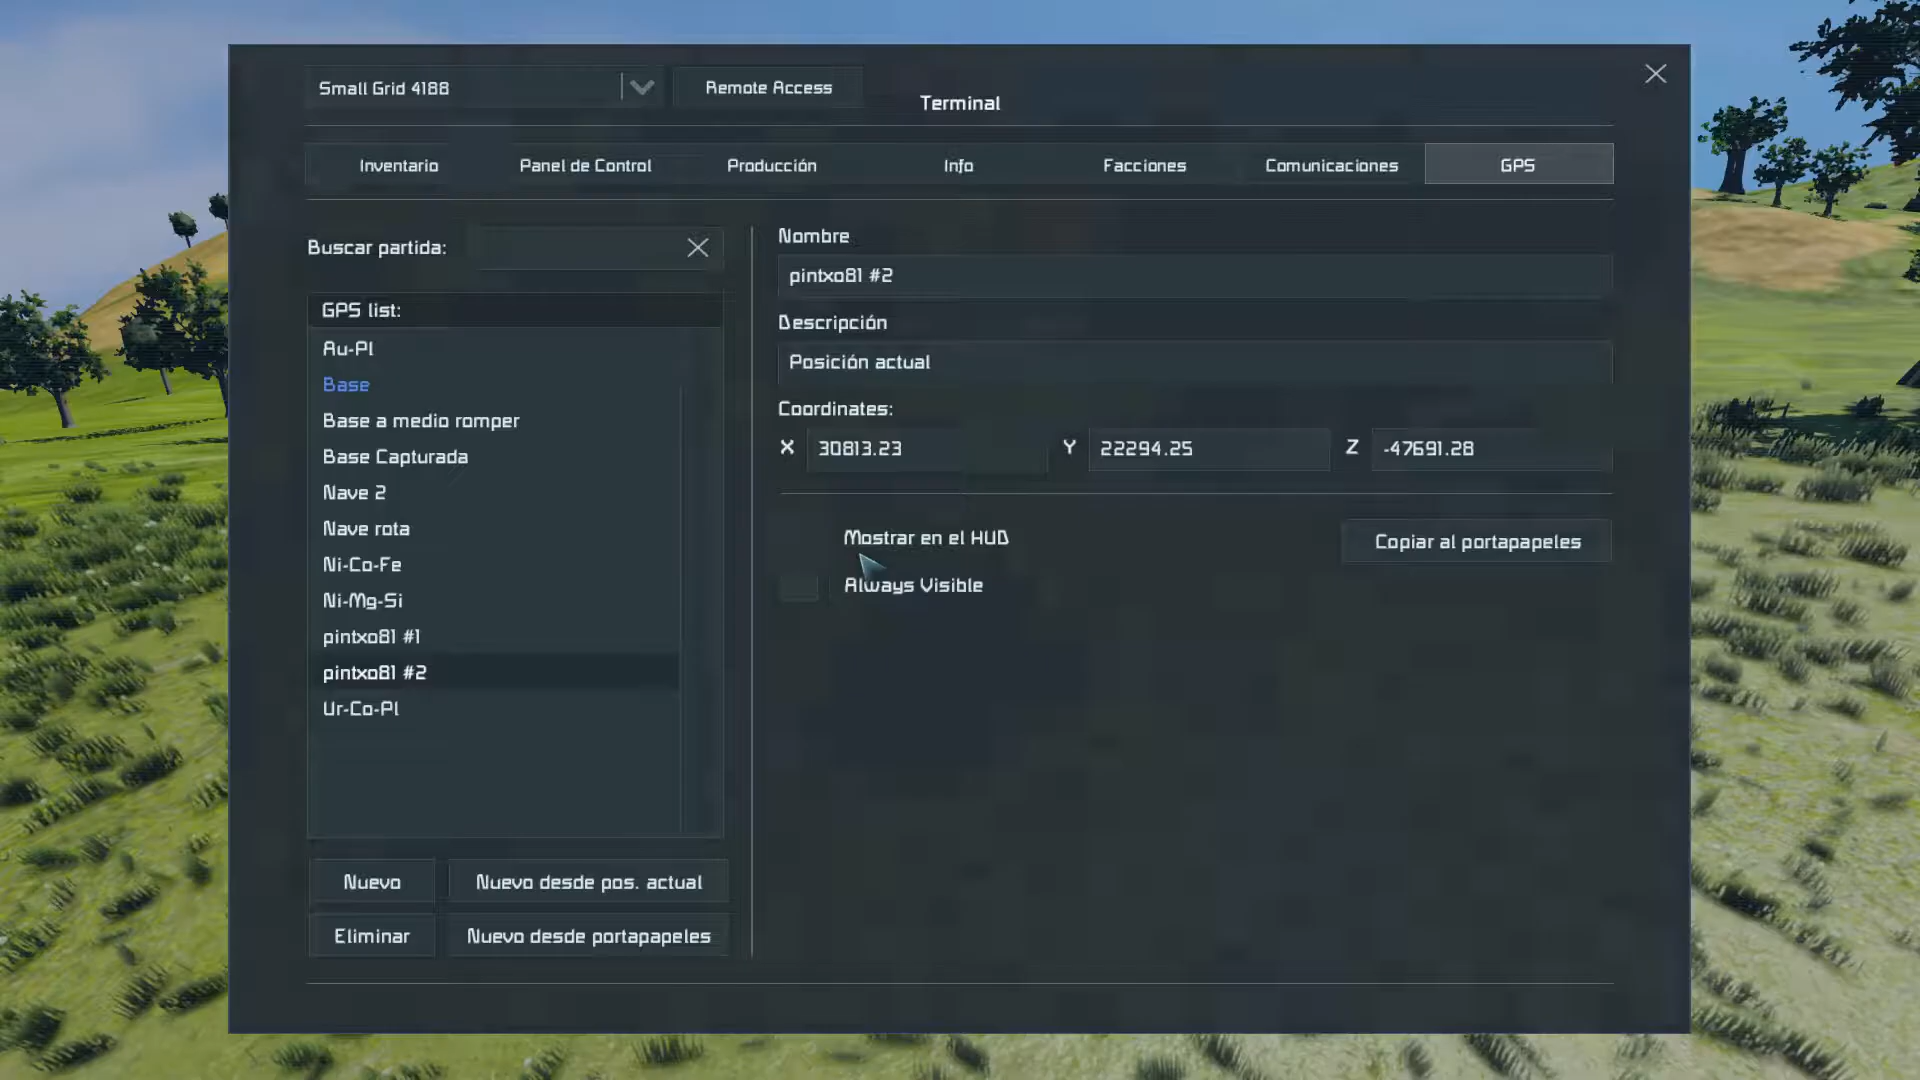 Small Grid 4188
Remote Access
Terminal
Inventario
Panel de Control
Producción
Info
Facciones
Comunicaciones
GPS
Buscar partida:
GPS list:
Au-Pl
Base
Base a medio romper
Base Capturada
Nave 2
Nave rota
Ni-Co-Fe
Ni-Mg-Si
pintxo81 #1
pintxo81 #2
Ur-Co-Pl
Nuevo
Nuevo desde pos. actual
Eliminar
Nuevo desde portapapeles
Nombre
pintxo81 #2
Descripción
Posición actual
Coordinates:
X 30813.23 Y 22294.25 Z -47691.28
Mostrar en el HUD
Copiar al portapapeles
Always Visible